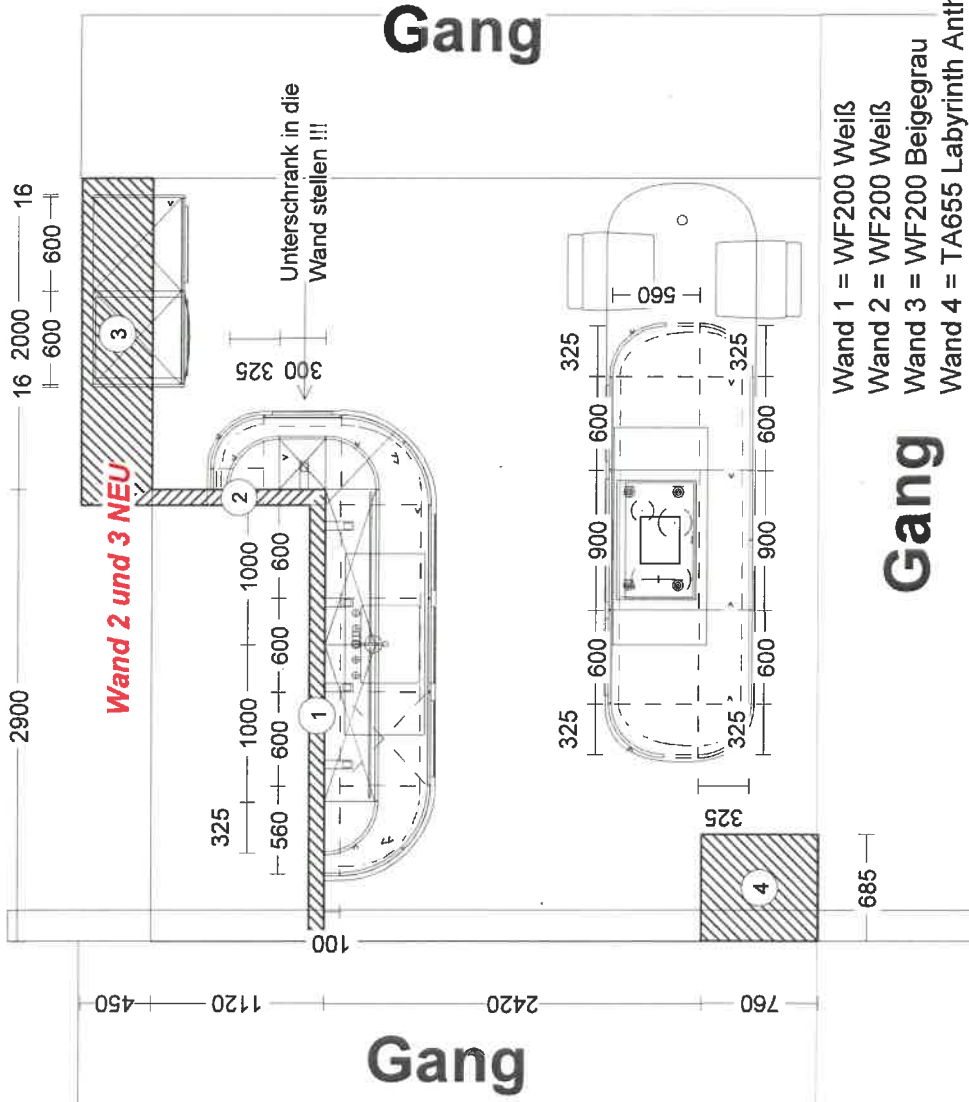 Gang
2900
16 2000 16
600 600
3
Wand 2 und 3 NEU
Unterschrank in die
Wand stellen !!!
325 300
2
1000 1000 325
600 600 600 560
1
100
450
1120
2420
760
Gang
560
325 600 900 600 325
325 600 900 600 325
325
4
685
Gang
Wand 1 = WF200 Weiß
Wand 2 = WF200 Weiß
Wand 3 = WF200 Beigegrau
Wand 4 = TA655 Labyrinth Anth